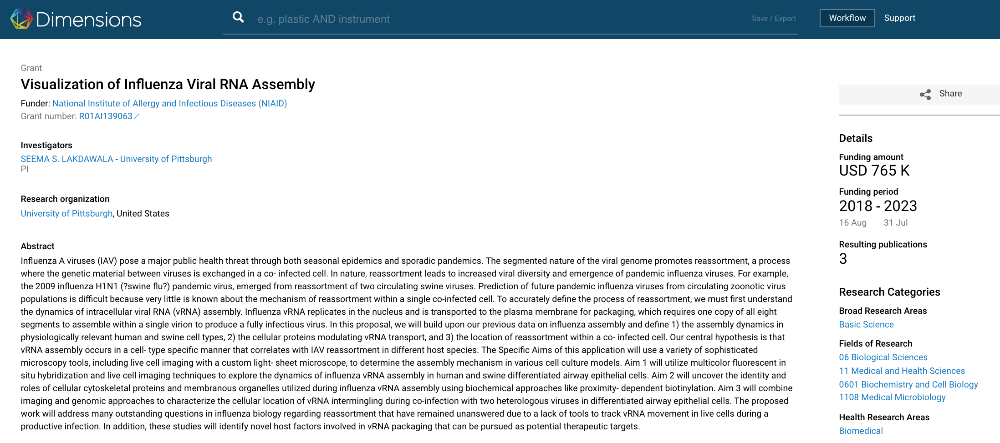 Dimensions
e.g. plastic AND instrument
Save / Export
Workflow
Support
Grant
Visualization of Influenza Viral RNA Assembly
Funder: National Institute of Allergy and Infectious Diseases (NIAID)
Grant number: R01AI139063↗
Investigators
SEEMA S. LAKDAWALA - University of Pittsburgh
PI
Research organization
University of Pittsburgh, United States
Abstract
Influenza A viruses (IAV) pose a major public health threat through both seasonal epidemics and sporadic pandemics. The segmented nature of the viral genome promotes reassortment, a process
where the genetic material between viruses is exchanged in a co- infected cell. In nature, reassortment leads to increased viral diversity and emergence of pandemic influenza viruses. For example,
the 2009 influenza H1N1 (?swine flu?) pandemic virus, emerged from reassortment of two circulating swine viruses. Prediction of future pandemic influenza viruses from circulating zoonotic virus
populations is difficult because very little is known about the mechanism of reassortment within a single co-infected cell. To accurately define the process of reassortment, we must first understand
the dynamics of intracellular viral RNA (vRNA) assembly. Influenza vRNA replicates in the nucleus and is transported to the plasma membrane for packaging, which requires one copy of all eight
segments to assemble within a single virion to produce a fully infectious virus. In this proposal, we will build upon our previous data on influenza assembly and define 1) the assembly dynamics in
physiologically relevant human and swine cell types, 2) the cellular proteins modulating vRNA transport, and 3) the location of reassortment within a co- infected cell. Our central hypothesis is that
vRNA assembly occurs in a cell- type specific manner that correlates with IAV reassortment in different host species. The Specific Aims of this application will use a variety of sophisticated
microscopy tools, including live cell imaging with a custom light- sheet microscope, to determine the assembly mechanism in various cell culture models. Aim 1 will utilize multicolor fluorescent in
situ hybridization and live cell imaging techniques to explore the dynamics of influenza vRNA assembly in human and swine differentiated airway epithelial cells. Aim 2 will uncover the identity and
roles of cellular cytoskeletal proteins and membranous organelles utilized during influenza vRNA assembly using biochemical approaches like proximity- dependent biotinylation. Aim 3 will combine
imaging and genomic approaches to characterize the cellular location of vRNA intermingling during co-infection with two heterologous viruses in differentiated airway epithelial cells. The proposed
work will address many outstanding questions in influenza biology regarding reassortment that have remained unanswered due to a lack of tools to track vRNA movement in live cells during a
productive infection. In addition, these studies will identify novel host factors involved in vRNA packaging that can be pursued as potential therapeutic targets.
Share
Details
Funding amount
USD 765 K
Funding period
2018 - 2023
16 Aug 31 Jul
Resulting publications
3
Research Categories
Broad Research Areas
Basic Science
Fields of Research
06 Biological Sciences
11 Medical and Health Sciences
0601 Biochemistry and Cell Biology
1108 Medical Microbiology
Health Research Areas
Biomedical